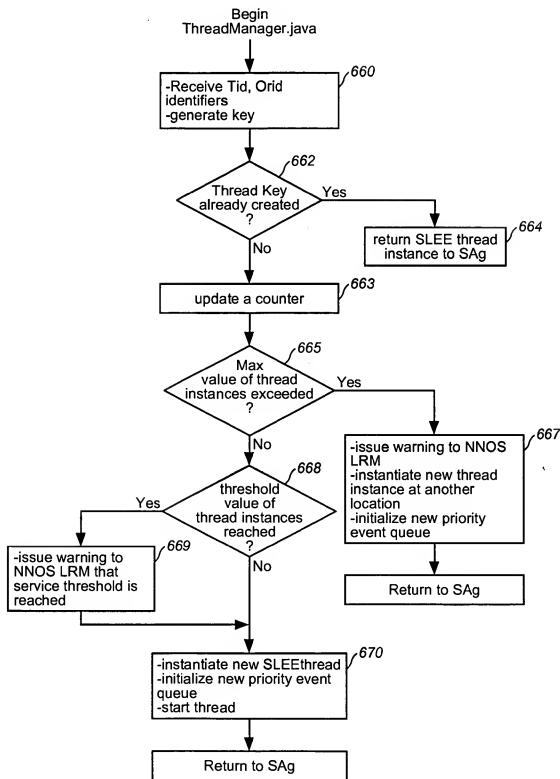 Begin
ThreadManager.java
660
-Receive Tid, Orid
identifiers
-generate key
662
Thread Key
already created
?
Yes
No
664
return SLEE thread
instance to SAg
663
update a counter
665
Max
value of thread
instances exceeded
?
Yes
No
667
-issue warning to NNOS
LRM
-instantiate new thread
instance at another
location
-initialize new priority
event queue
Return to SAg
668
threshold
value of
thread instances
reached
?
Yes
No
669
-issue warning to
NNOS LRM that
service threshold is
reached
670
-instantiate new SLEEthread
-initialize new priority event
queue
-start thread
Return to SAg